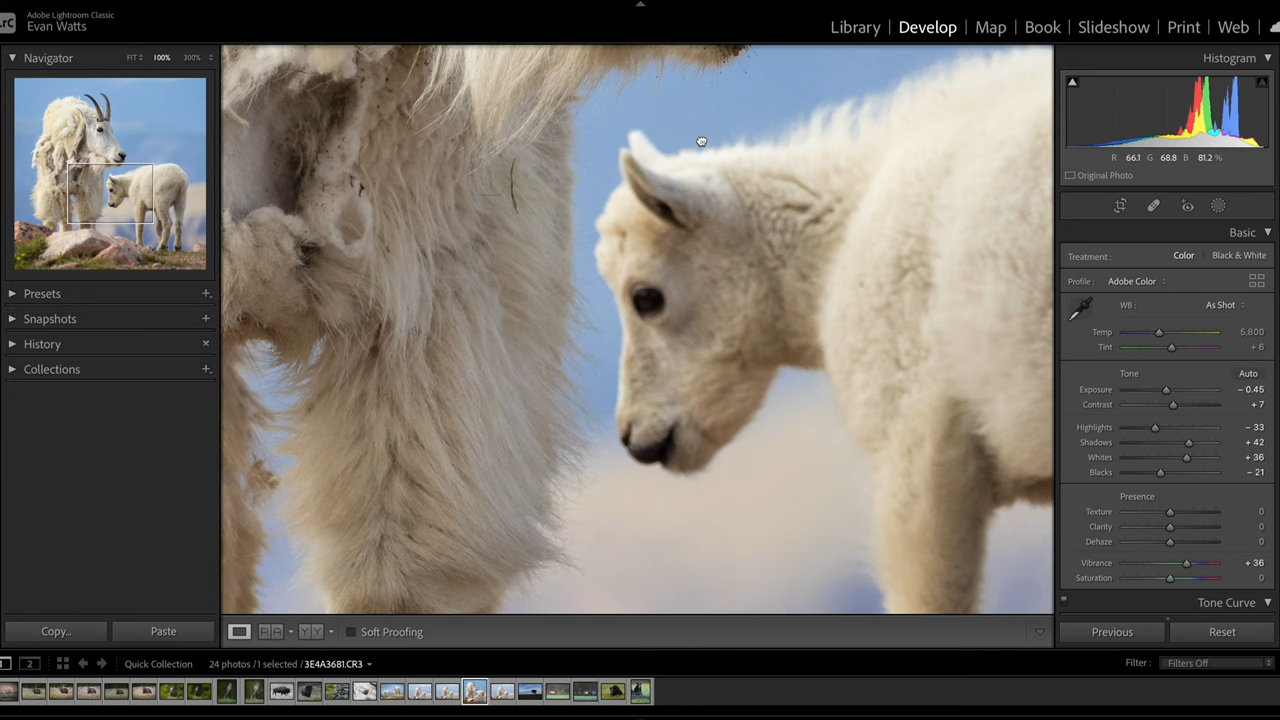 Adobe Lightroom Classic
Evan Watts
Library | Develop | Map | Book | Slideshow | Print | Web
Navigator FIT 100% 300%
Presets
Snapshots
History
Collections
Copy... Paste
Histogram
R 66.1 G 68.8 B 81.2 %
Original Photo
Basic
Treatment: Color Black & White
Profile: Adobe Color
WB: As Shot
Temp 5,800
Tint + 6
Tone Auto
Exposure − 0.45
Contrast + 7
Highlights − 33
Shadows + 42
Whites + 36
Blacks − 21
Presence
Texture 0
Clarity 0
Dehaze 0
Vibrance + 36
Saturation 0
Tone Curve
Previous Reset
RA YY Soft Proofing
2 Quick Collection 24 photos /1 selected /3E4A3681.CR3 Filter: Filters Off